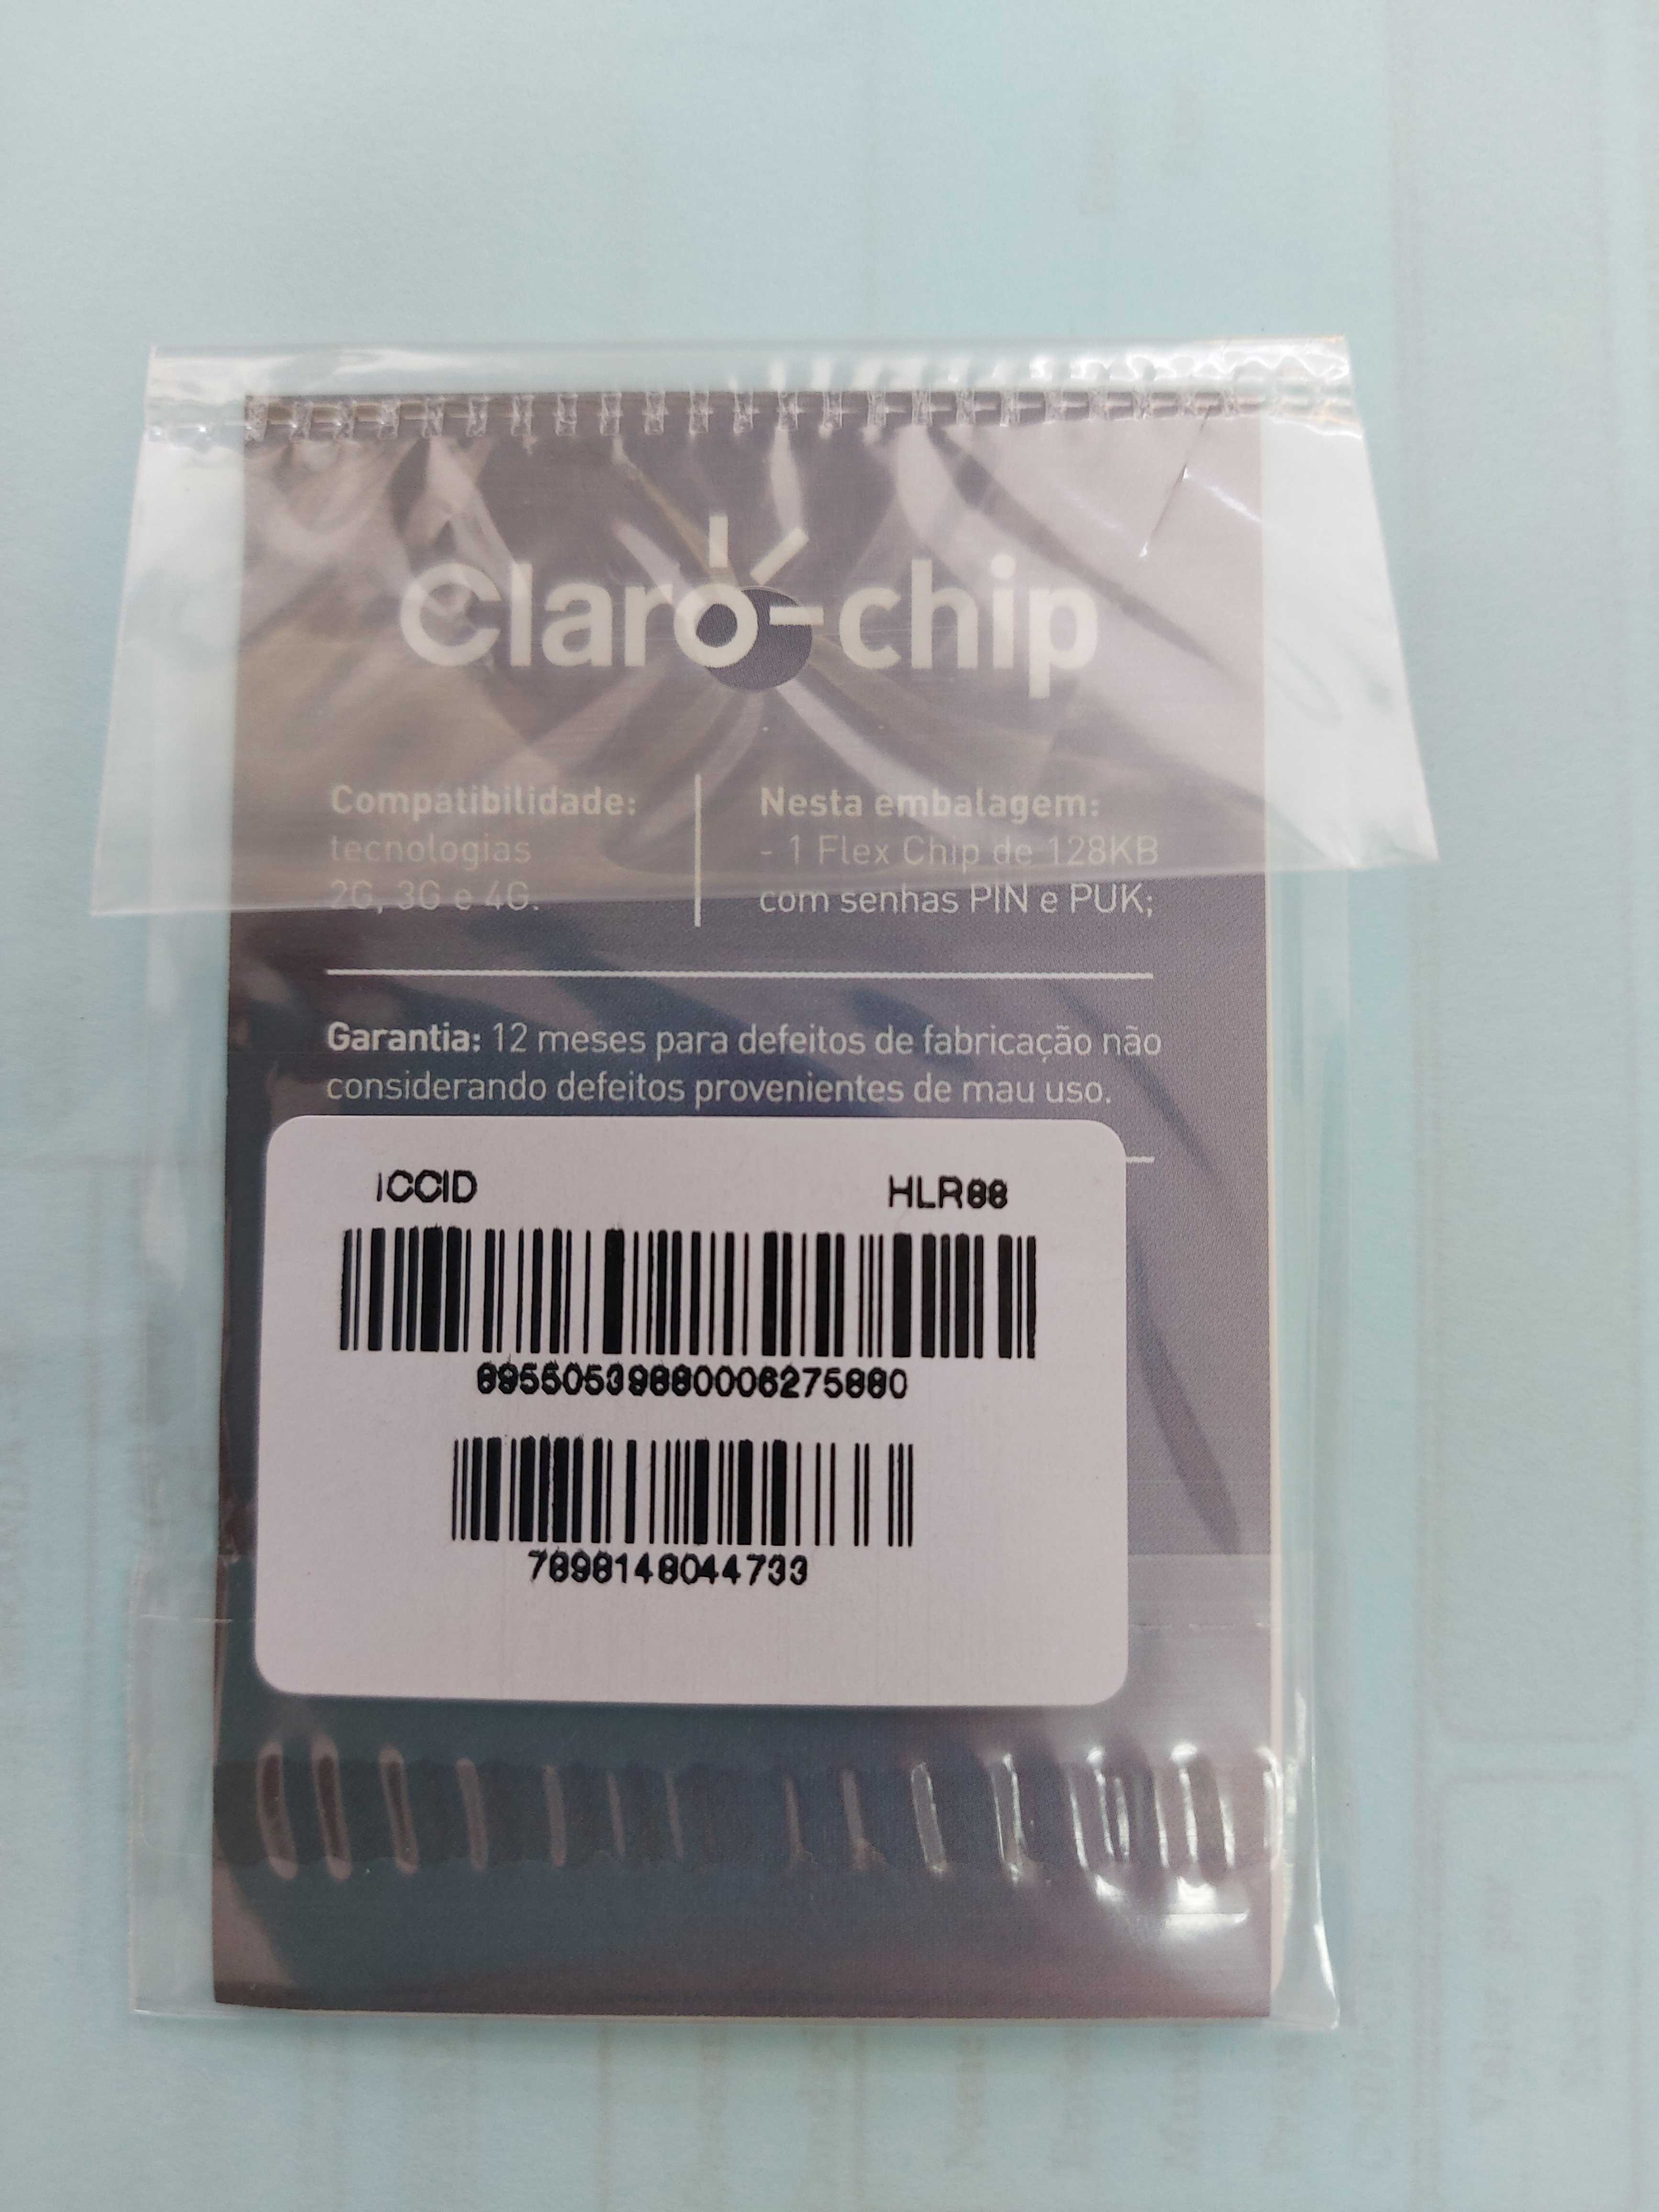 Claro-chip
Compatibilidade:
tecnologias
2G, 3G e 4G.
Nesta embalagem:
- 1 Flex Chip de 128KB
com senhas PIN e PUK;
Garantia: 12 meses para defeitos de fabricação não
considerando defeitos provenientes de mau uso.
ICCID HLR88
89550539880006275880
7898148044733